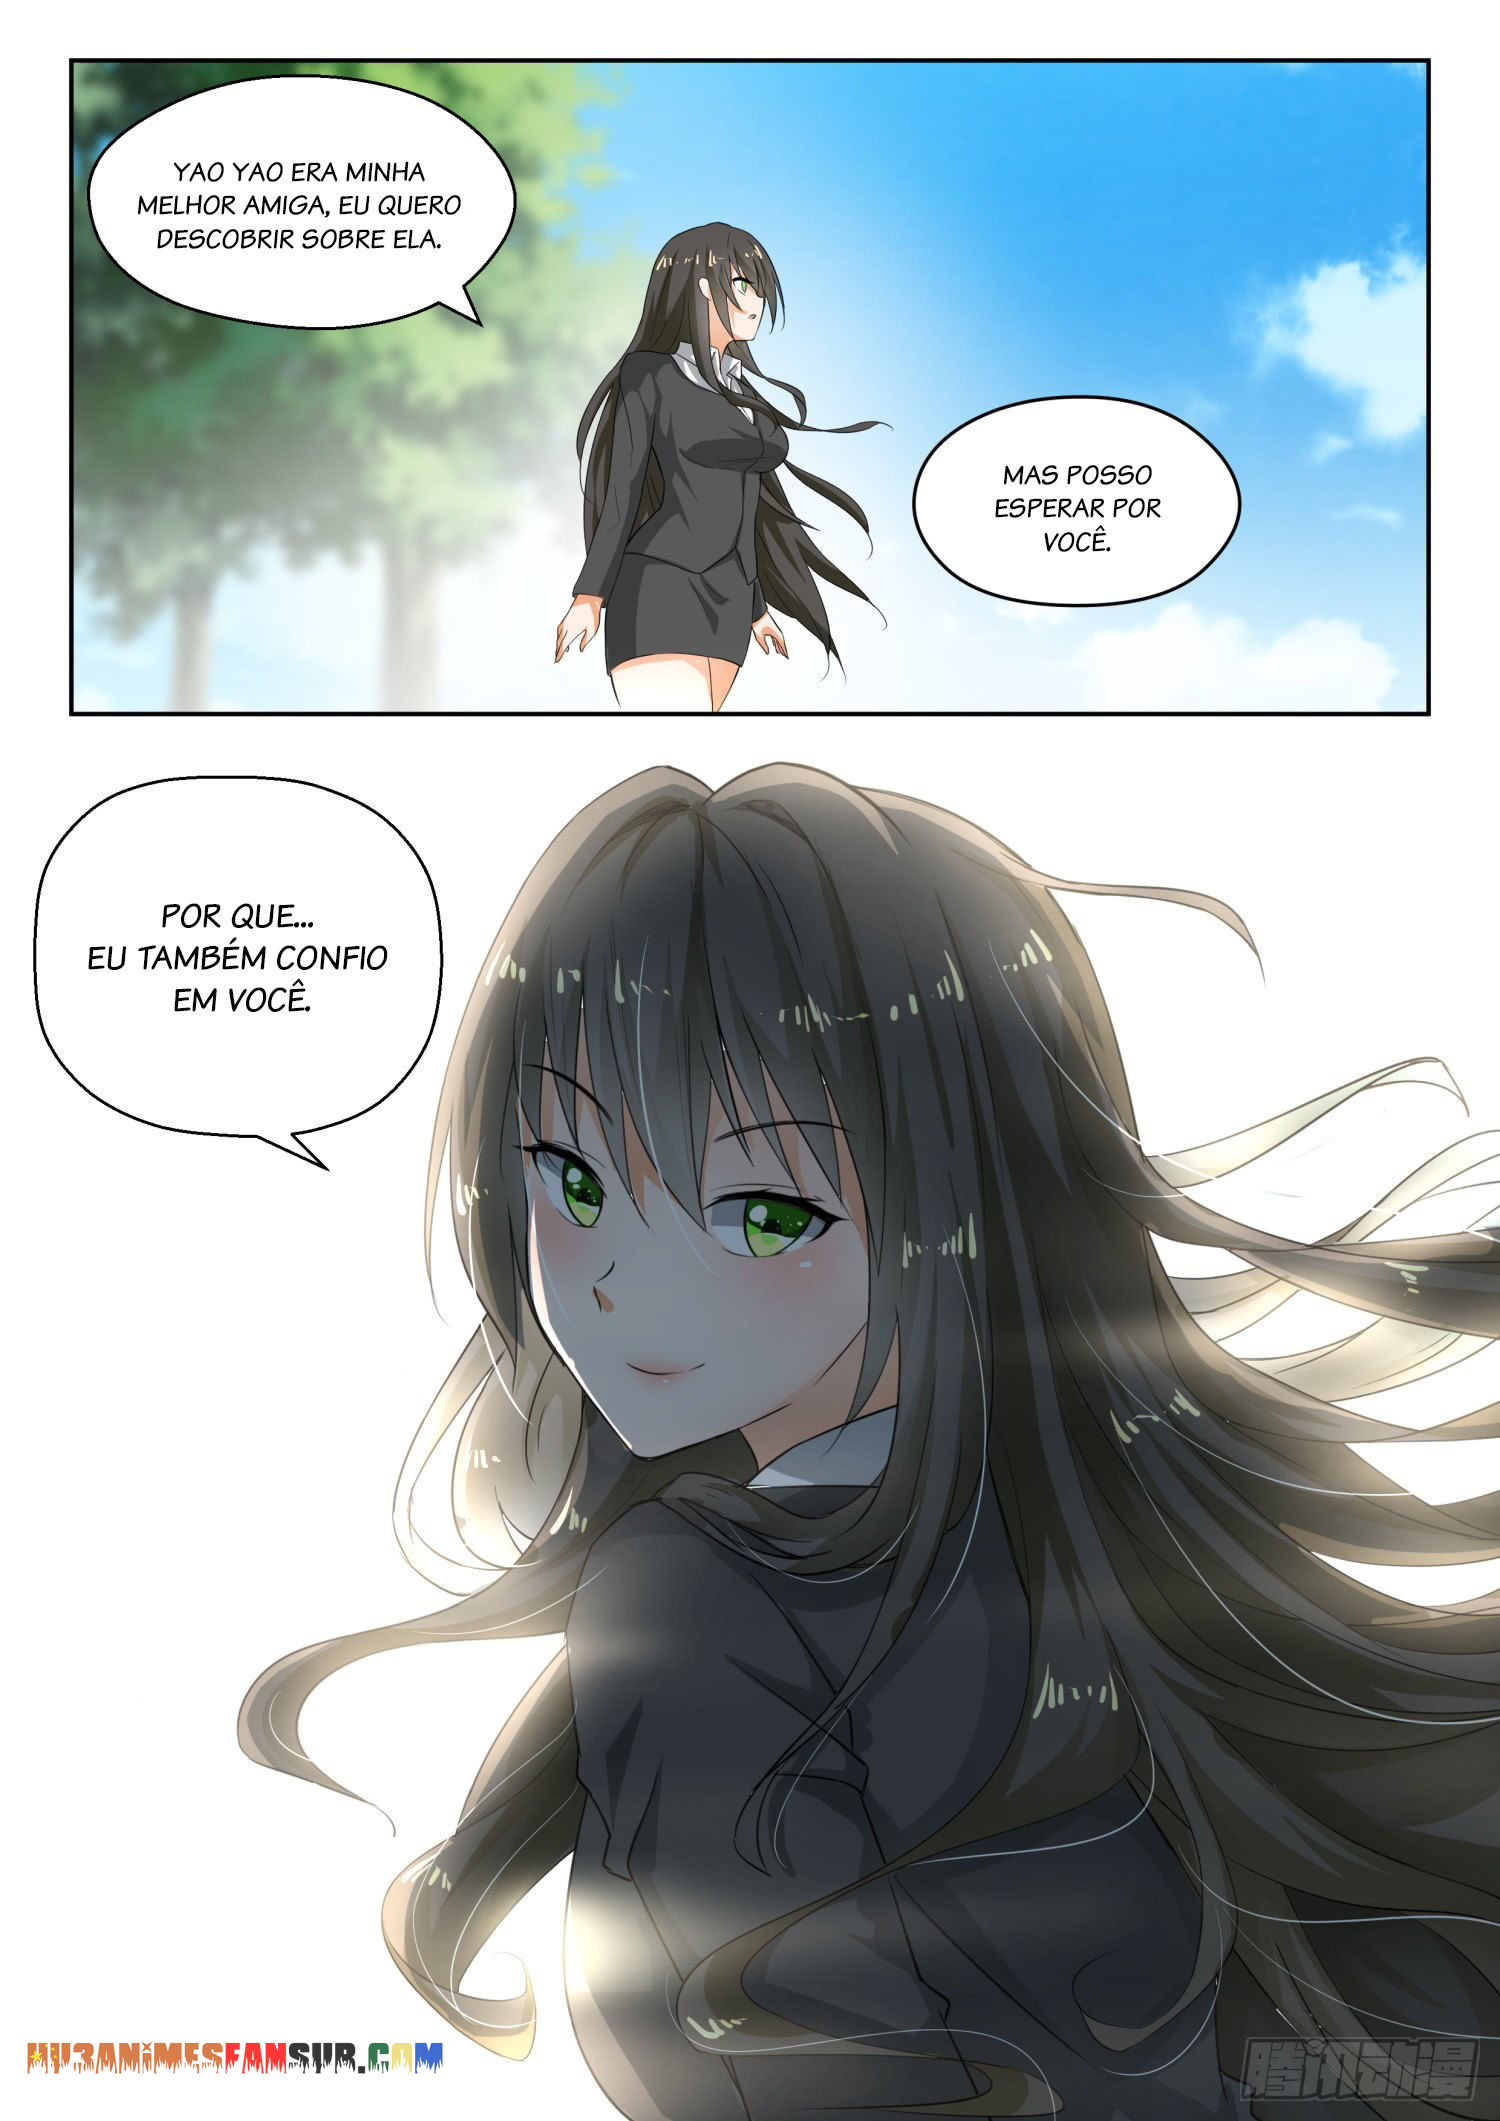 YAO YAO ERA MINHA
MELHOR AMIGA, EU QUERO
DESCOBRIR SOBRE ELA.
MAS POSSO
ESPERAR POR
VOCÊ.
POR QUE...
EU TAMBÉM CONFIO
EM VOCÊ.
HU3ANIMESFANSUB.COM
腾讯动漫